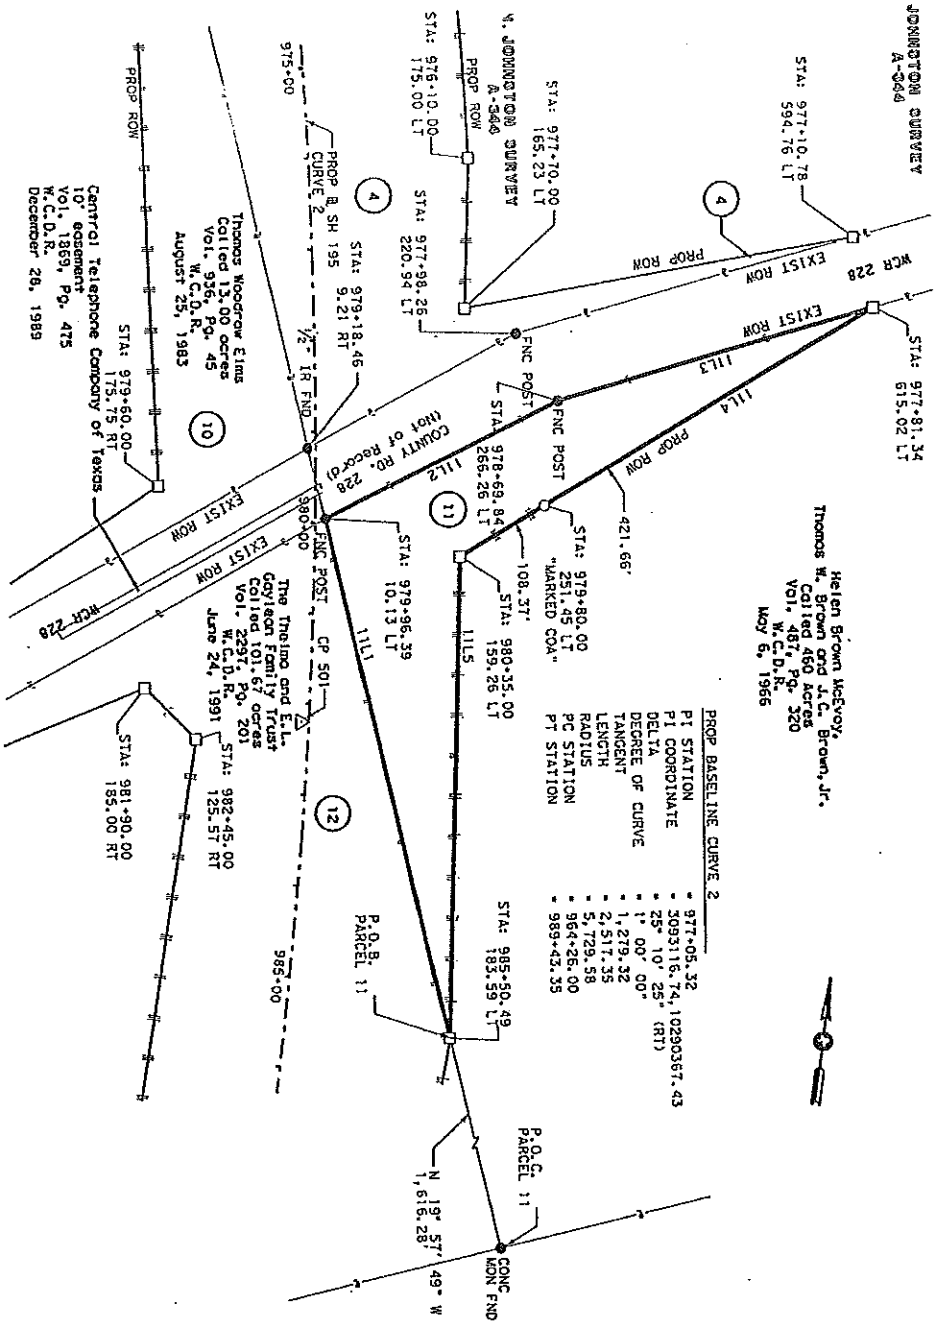 JOHNSTON SURVEY
A-344
STA: 977+10.78
594.76 LT
WCR 228
EXIST ROW
PROP ROW
4
EXIST ROW
STA: 977+81.34
615.02 LT
STA: 977+70.00
165.23 LT
JOHNSTON SURVEY
A-344
PROP ROW
STA: 976+10.00
175.00 LT
STA: 977+98.26
220.94 LT
FNC POST
11L3
11L4
PROP ROW
421.66'
FNC POST
STA: 978+69.84
266.26 LT
11L2
11
COUNTY RD. 228
(Not of Record)
STA: 979+80.00
251.45 LT
"MARKED COA"
108.37'
STA: 980+35.00
159.26 LT
11L5
Helen Brown McEvoy,
Thomas W. Brown and J.C. Brown, Jr.
Called 460 Acres
Vol. 487, Pg. 320
W.C.D.R.
May 6, 1966
PROP BASELINE CURVE 2
PI STATION = 977+05.32
PI COORDINATE = 3093116.74, 10290367.43
DELTA = 25° 10' 25" (RT)
DEGREE OF CURVE = 1° 00' 00"
TANGENT = 1,279.32
LENGTH = 2,517.35
RADIUS = 5,729.58
PC STATION = 964+26.00
PT STATION = 989+43.35
975+00
PROP B SH 195
CURVE 2
4
STA: 979+18.46
9.21 RT
1/2" IR FND
980+00
FNC POST
STA: 979+96.39
10.13 LT
11L1
CP 501
12
985+00
STA: 985+50.49
183.59 LT
P.O.B.
PARCEL 11
P.O.C.
PARCEL 11
CONC
MON FND
N 19° 57' 49" W
1,616.28'
Thomas Woodrow Elms
Called 13.00 acres
Vol. 936, Pg. 45
W.C.D.R.
August 25, 1983
10
EXIST ROW
EXIST ROW
WCR 228
The Thelma and E.L.
Gaylean Family Trust
Called 101.67 acres
Vol. 2297, Pg. 201
W.C.D.R.
June 24, 1991
PROP ROW
STA: 979+60.00
175.75 RT
Central Telephone Company of Texas
10' easement
Vol. 1869, Pg. 475
W.C.D.R.
December 28, 1989
STA: 982+45.00
125.57 RT
STA: 981+90.00
185.00 RT